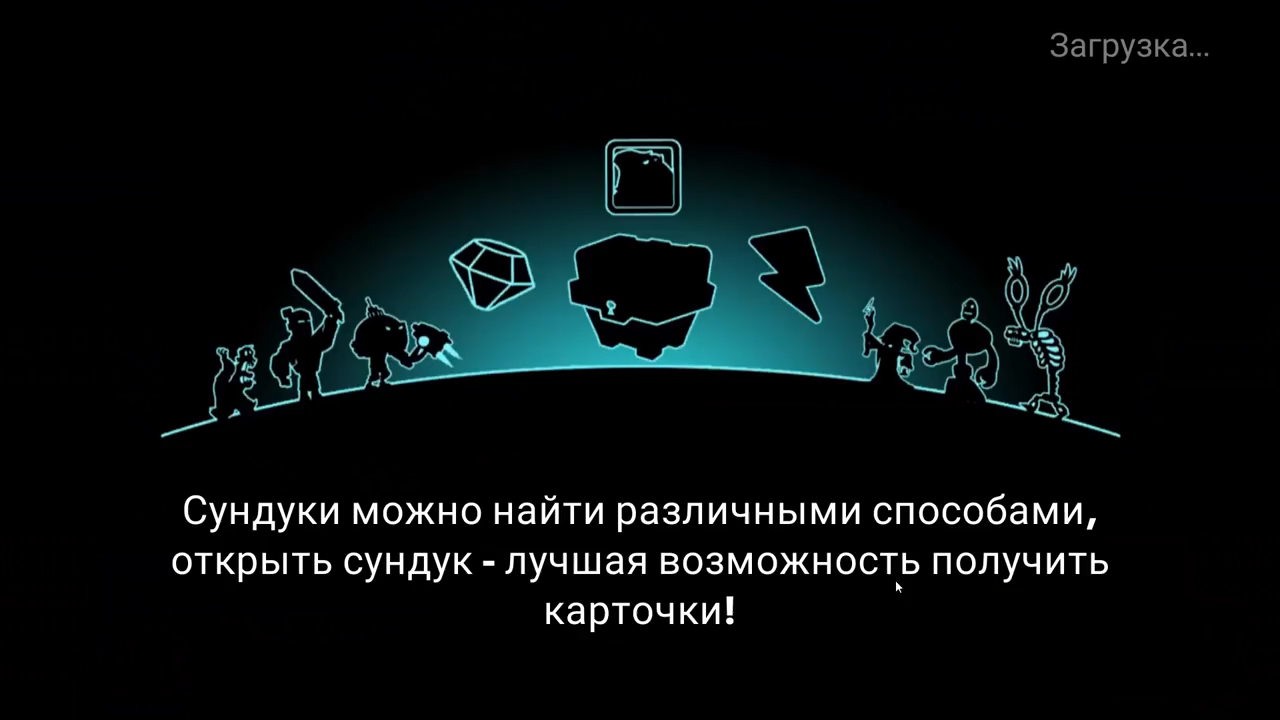 Загрузка...
Сундуки можно найти различными способами,
открыть сундук - лучшая возможность получить
карточки!